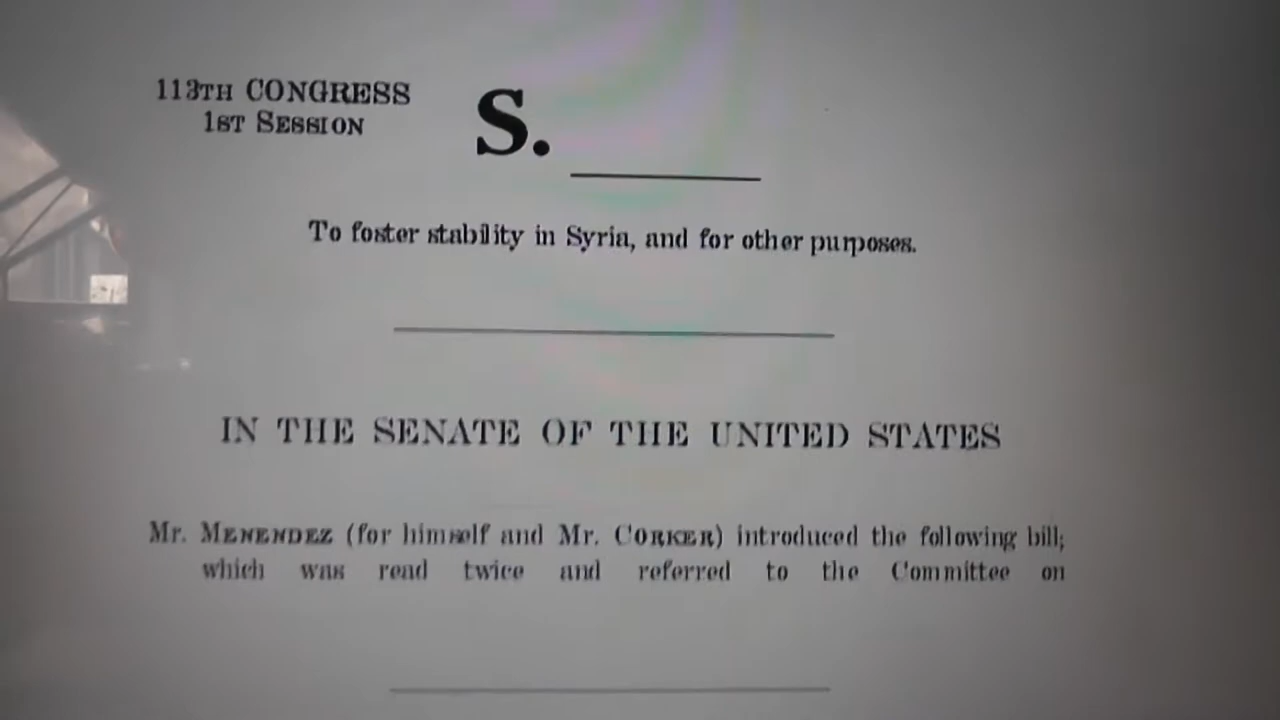 113TH CONGRESS
1ST SESSION
S.
To foster stability in Syria, and for other purposes.
IN THE SENATE OF THE UNITED STATES
Mr. MENENDEZ (for himself and Mr. CORKER) introduced the following bill;
which was read twice and referred to the Committee on